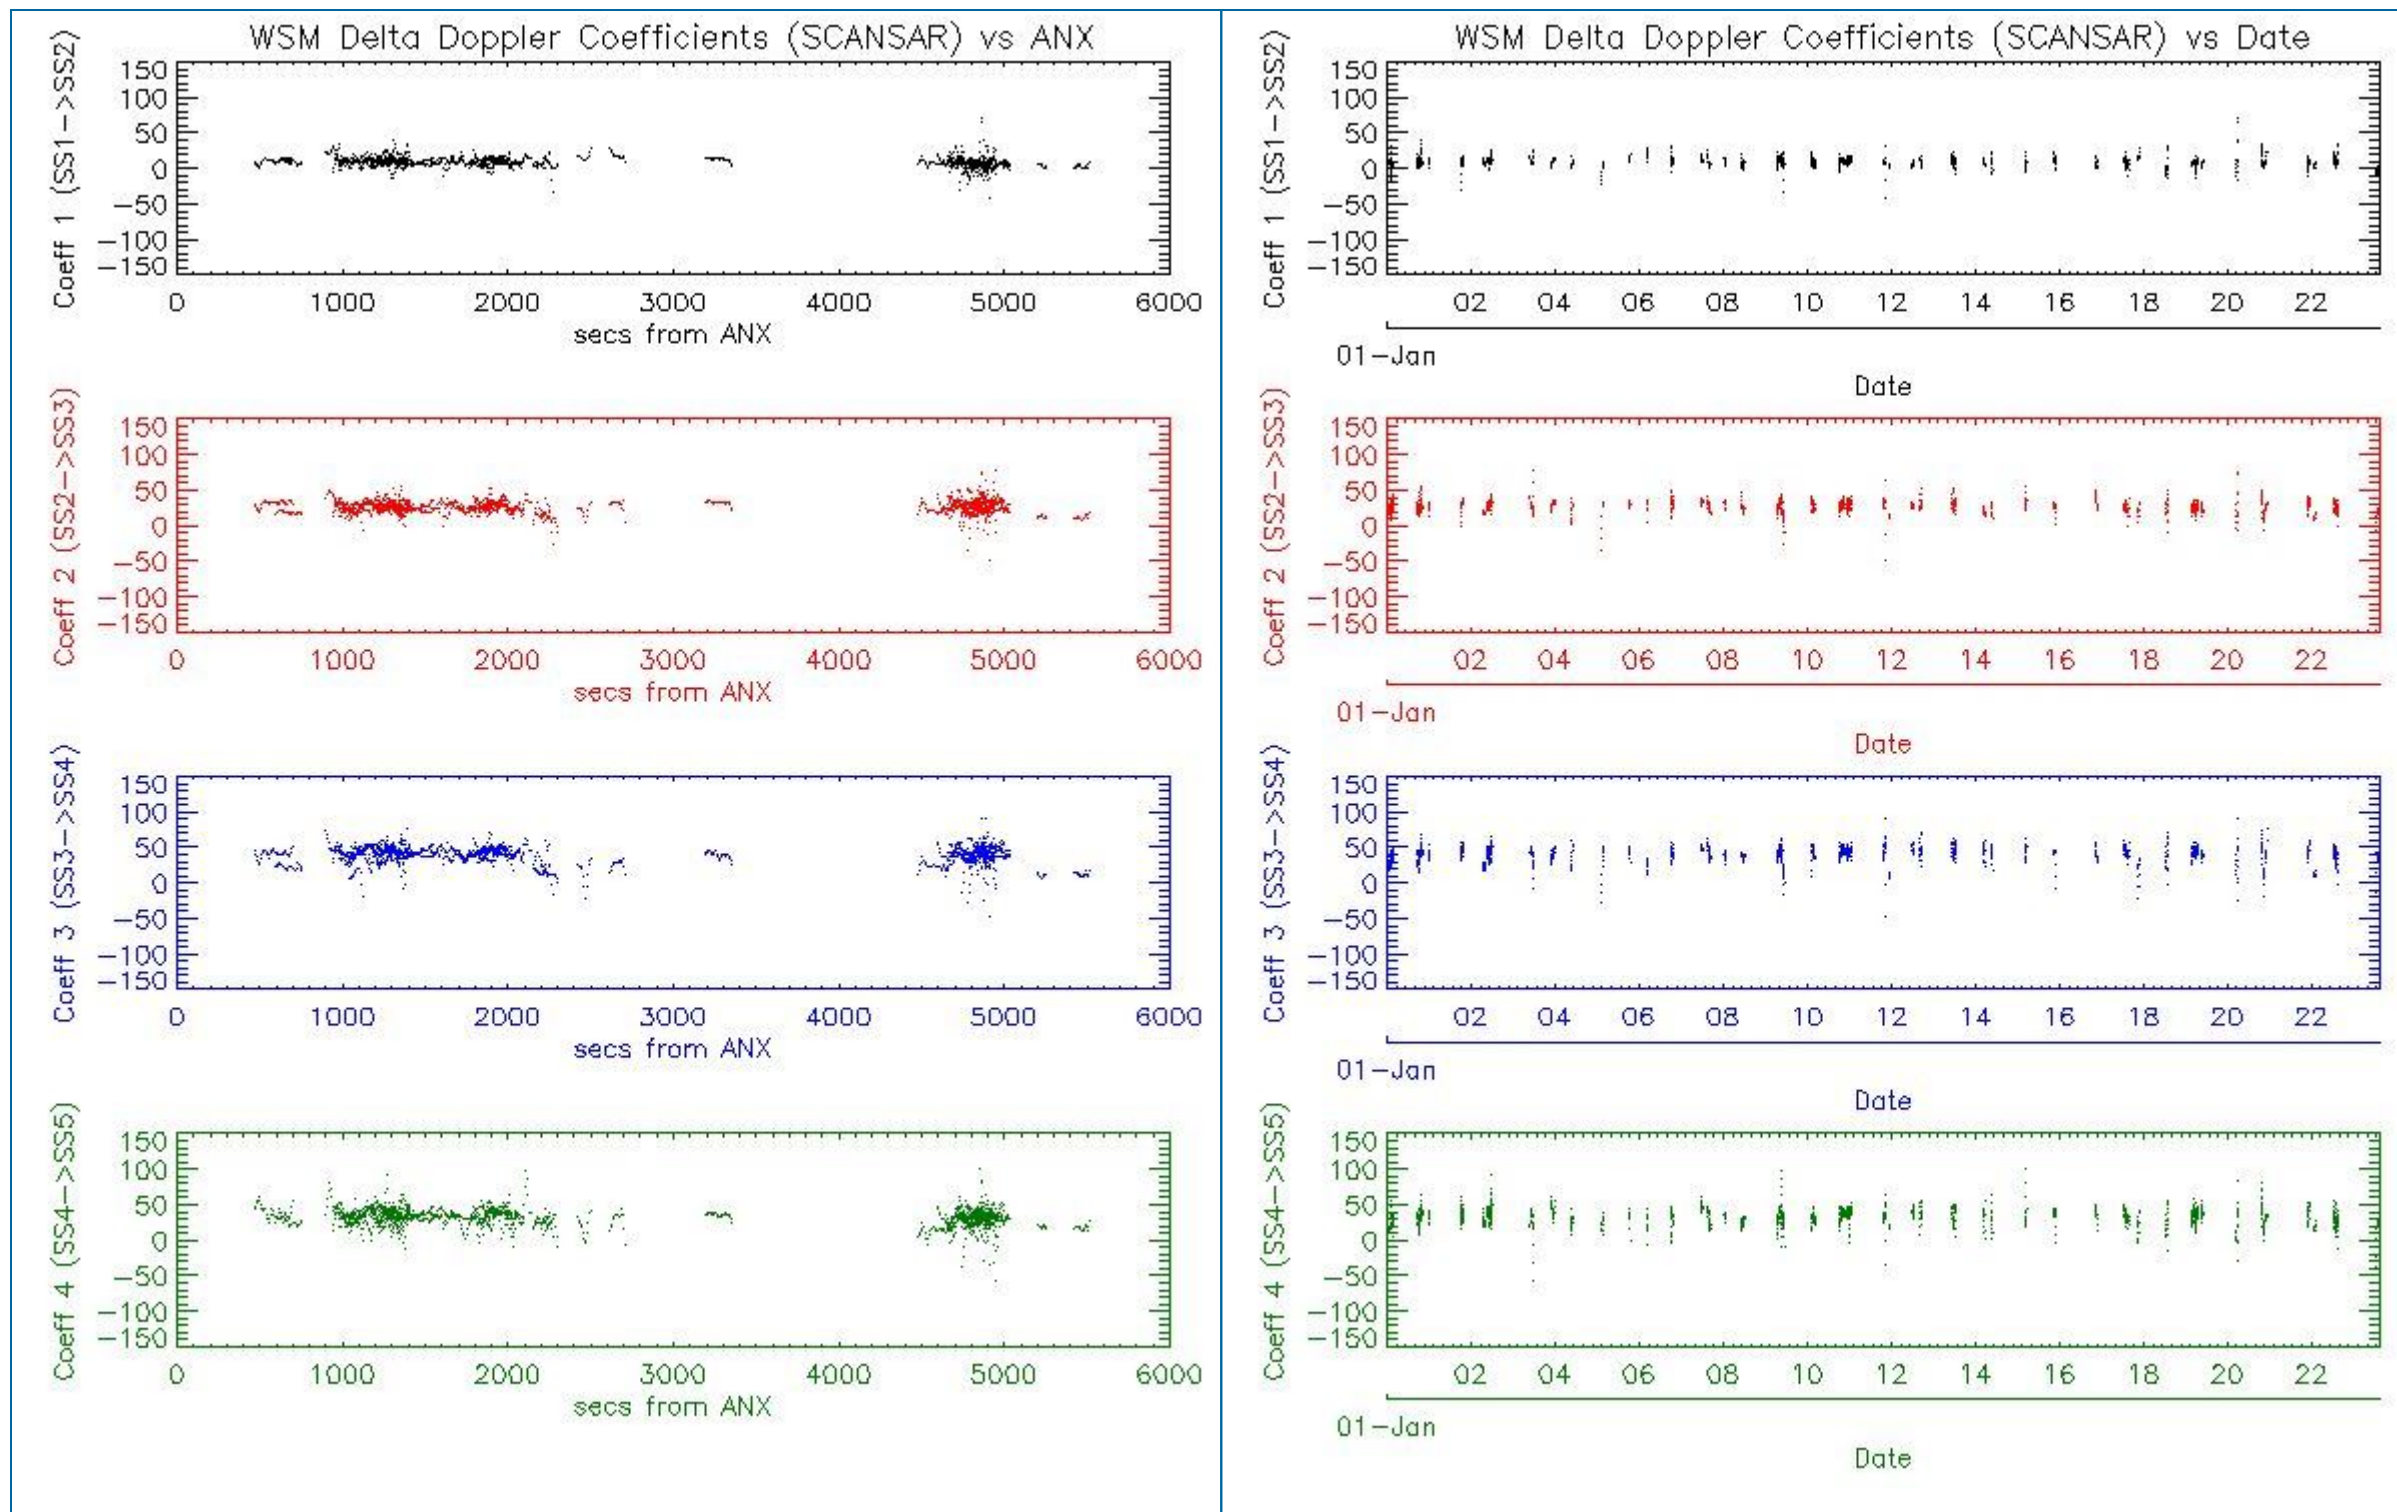 WSM Delta Doppler Coefficients (SCANSAR) vs ANX
Coeff 1 (SS1->SS2)
150
100
50
0
-50
-100
-150
0 1000 2000 3000 4000 5000 6000
secs from ANX
Coeff 2 (SS2->SS3)
150
100
50
0
-50
-100
-150
0 1000 2000 3000 4000 5000 6000
secs from ANX
Coeff 3 (SS3->SS4)
150
100
50
0
-50
-100
-150
0 1000 2000 3000 4000 5000 6000
secs from ANX
Coeff 4 (SS4->SS5)
150
100
50
0
-50
-100
-150
0 1000 2000 3000 4000 5000 6000
secs from ANX
WSM Delta Doppler Coefficients (SCANSAR) vs Date
Coeff 1 (SS1->SS2)
150
100
50
0
-50
-100
-150
02 04 06 08 10 12 14 16 18 20 22
01-Jan
Date
Coeff 2 (SS2->SS3)
150
100
50
0
-50
-100
-150
02 04 06 08 10 12 14 16 18 20 22
01-Jan
Date
Coeff 3 (SS3->SS4)
150
100
50
0
-50
-100
-150
02 04 06 08 10 12 14 16 18 20 22
01-Jan
Date
Coeff 4 (SS4->SS5)
150
100
50
0
-50
-100
-150
02 04 06 08 10 12 14 16 18 20 22
01-Jan
Date